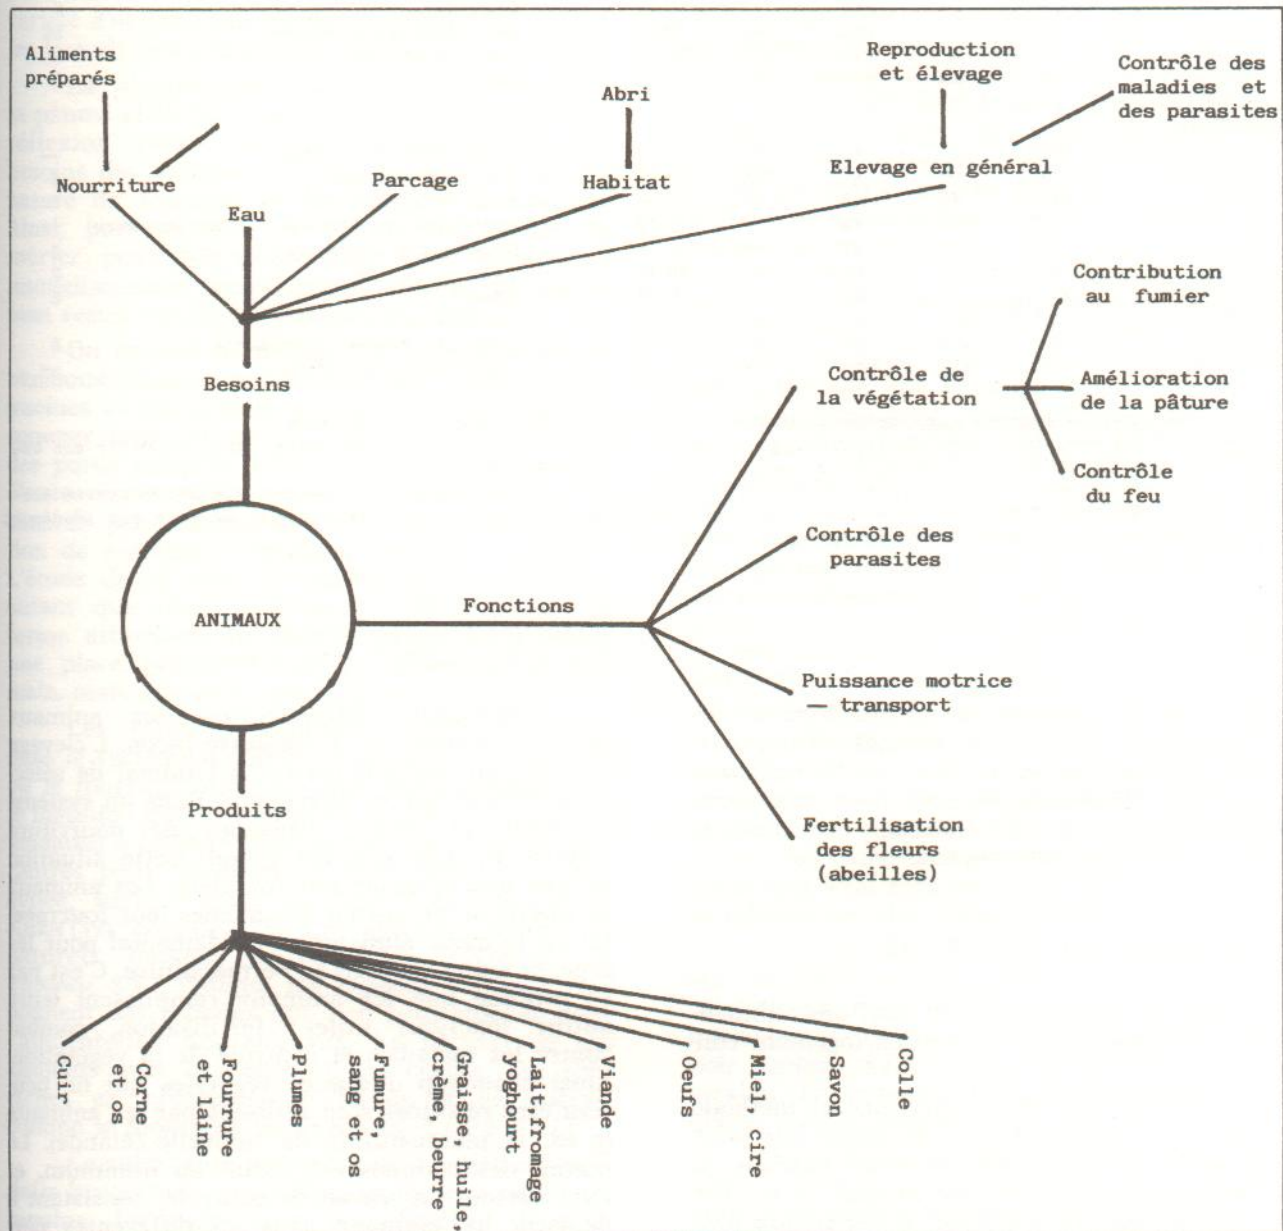 Aliments
préparés
Reproduction
et élevage
Contrôle des
maladies et
des parasites
Abri
Nourriture
Eau
Parcage
Habitat
Elevage en général
Besoins
Contribution
au fumier
Contrôle de
la végétation
Amélioration
de la pâture
Contrôle
du feu
Contrôle des
parasites
ANIMAUX
Fonctions
Puissance motrice
— transport
Fertilisation
des fleurs
(abeilles)
Produits
Cuir
Corne
et os
Fourrure
et laine
Plumes
Fumure,
sang et os
Graisse, huile,
crème, beurre
Lait,fromage
yoghourt
Viande
Oeufs
Miel, cire
Savon
Colle